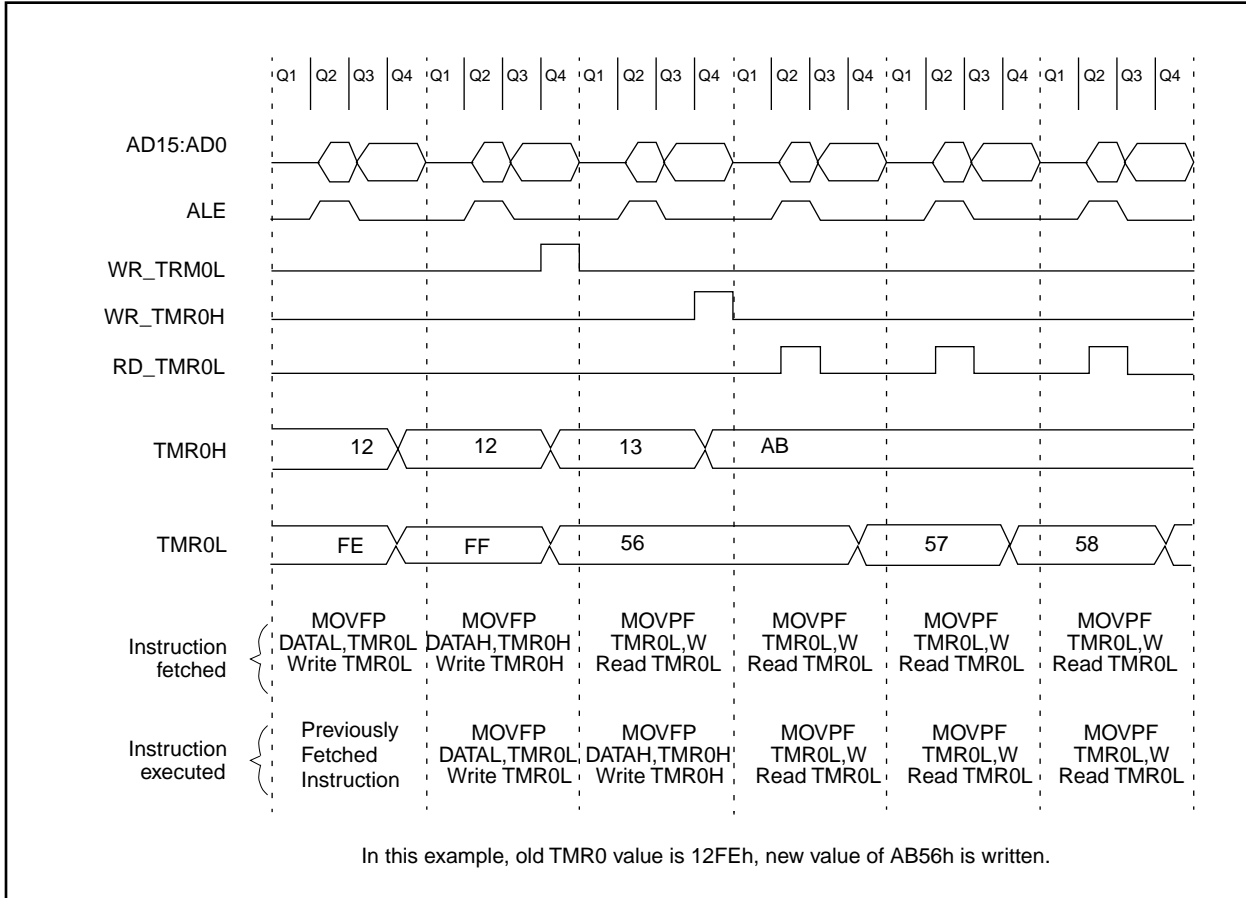 Q1 Q2 Q3 Q4 Q1 Q2 Q3 Q4 Q1 Q2 Q3 Q4 Q1 Q2 Q3 Q4 Q1 Q2 Q3 Q4 Q1 Q2 Q3 Q4
AD15:AD0
ALE
WR_TRM0L
WR_TMR0H
RD_TMR0L
TMR0H 12 12 13 AB
TMR0L FE FF 56 57 58
Instruction
fetched
MOVFP
DATAL,TMR0L
Write TMR0L
MOVFP
DATAH,TMR0H
Write TMR0H
MOVPF
TMR0L,W
Read TMR0L
MOVPF
TMR0L,W
Read TMR0L
MOVPF
TMR0L,W
Read TMR0L
MOVPF
TMR0L,W
Read TMR0L
Instruction
executed
Previously
Fetched
Instruction
MOVFP
DATAL,TMR0L
Write TMR0L
MOVFP
DATAH,TMR0H
Write TMR0H
MOVPF
TMR0L,W
Read TMR0L
MOVPF
TMR0L,W
Read TMR0L
MOVPF
TMR0L,W
Read TMR0L
In this example, old TMR0 value is 12FEh, new value of AB56h is written.